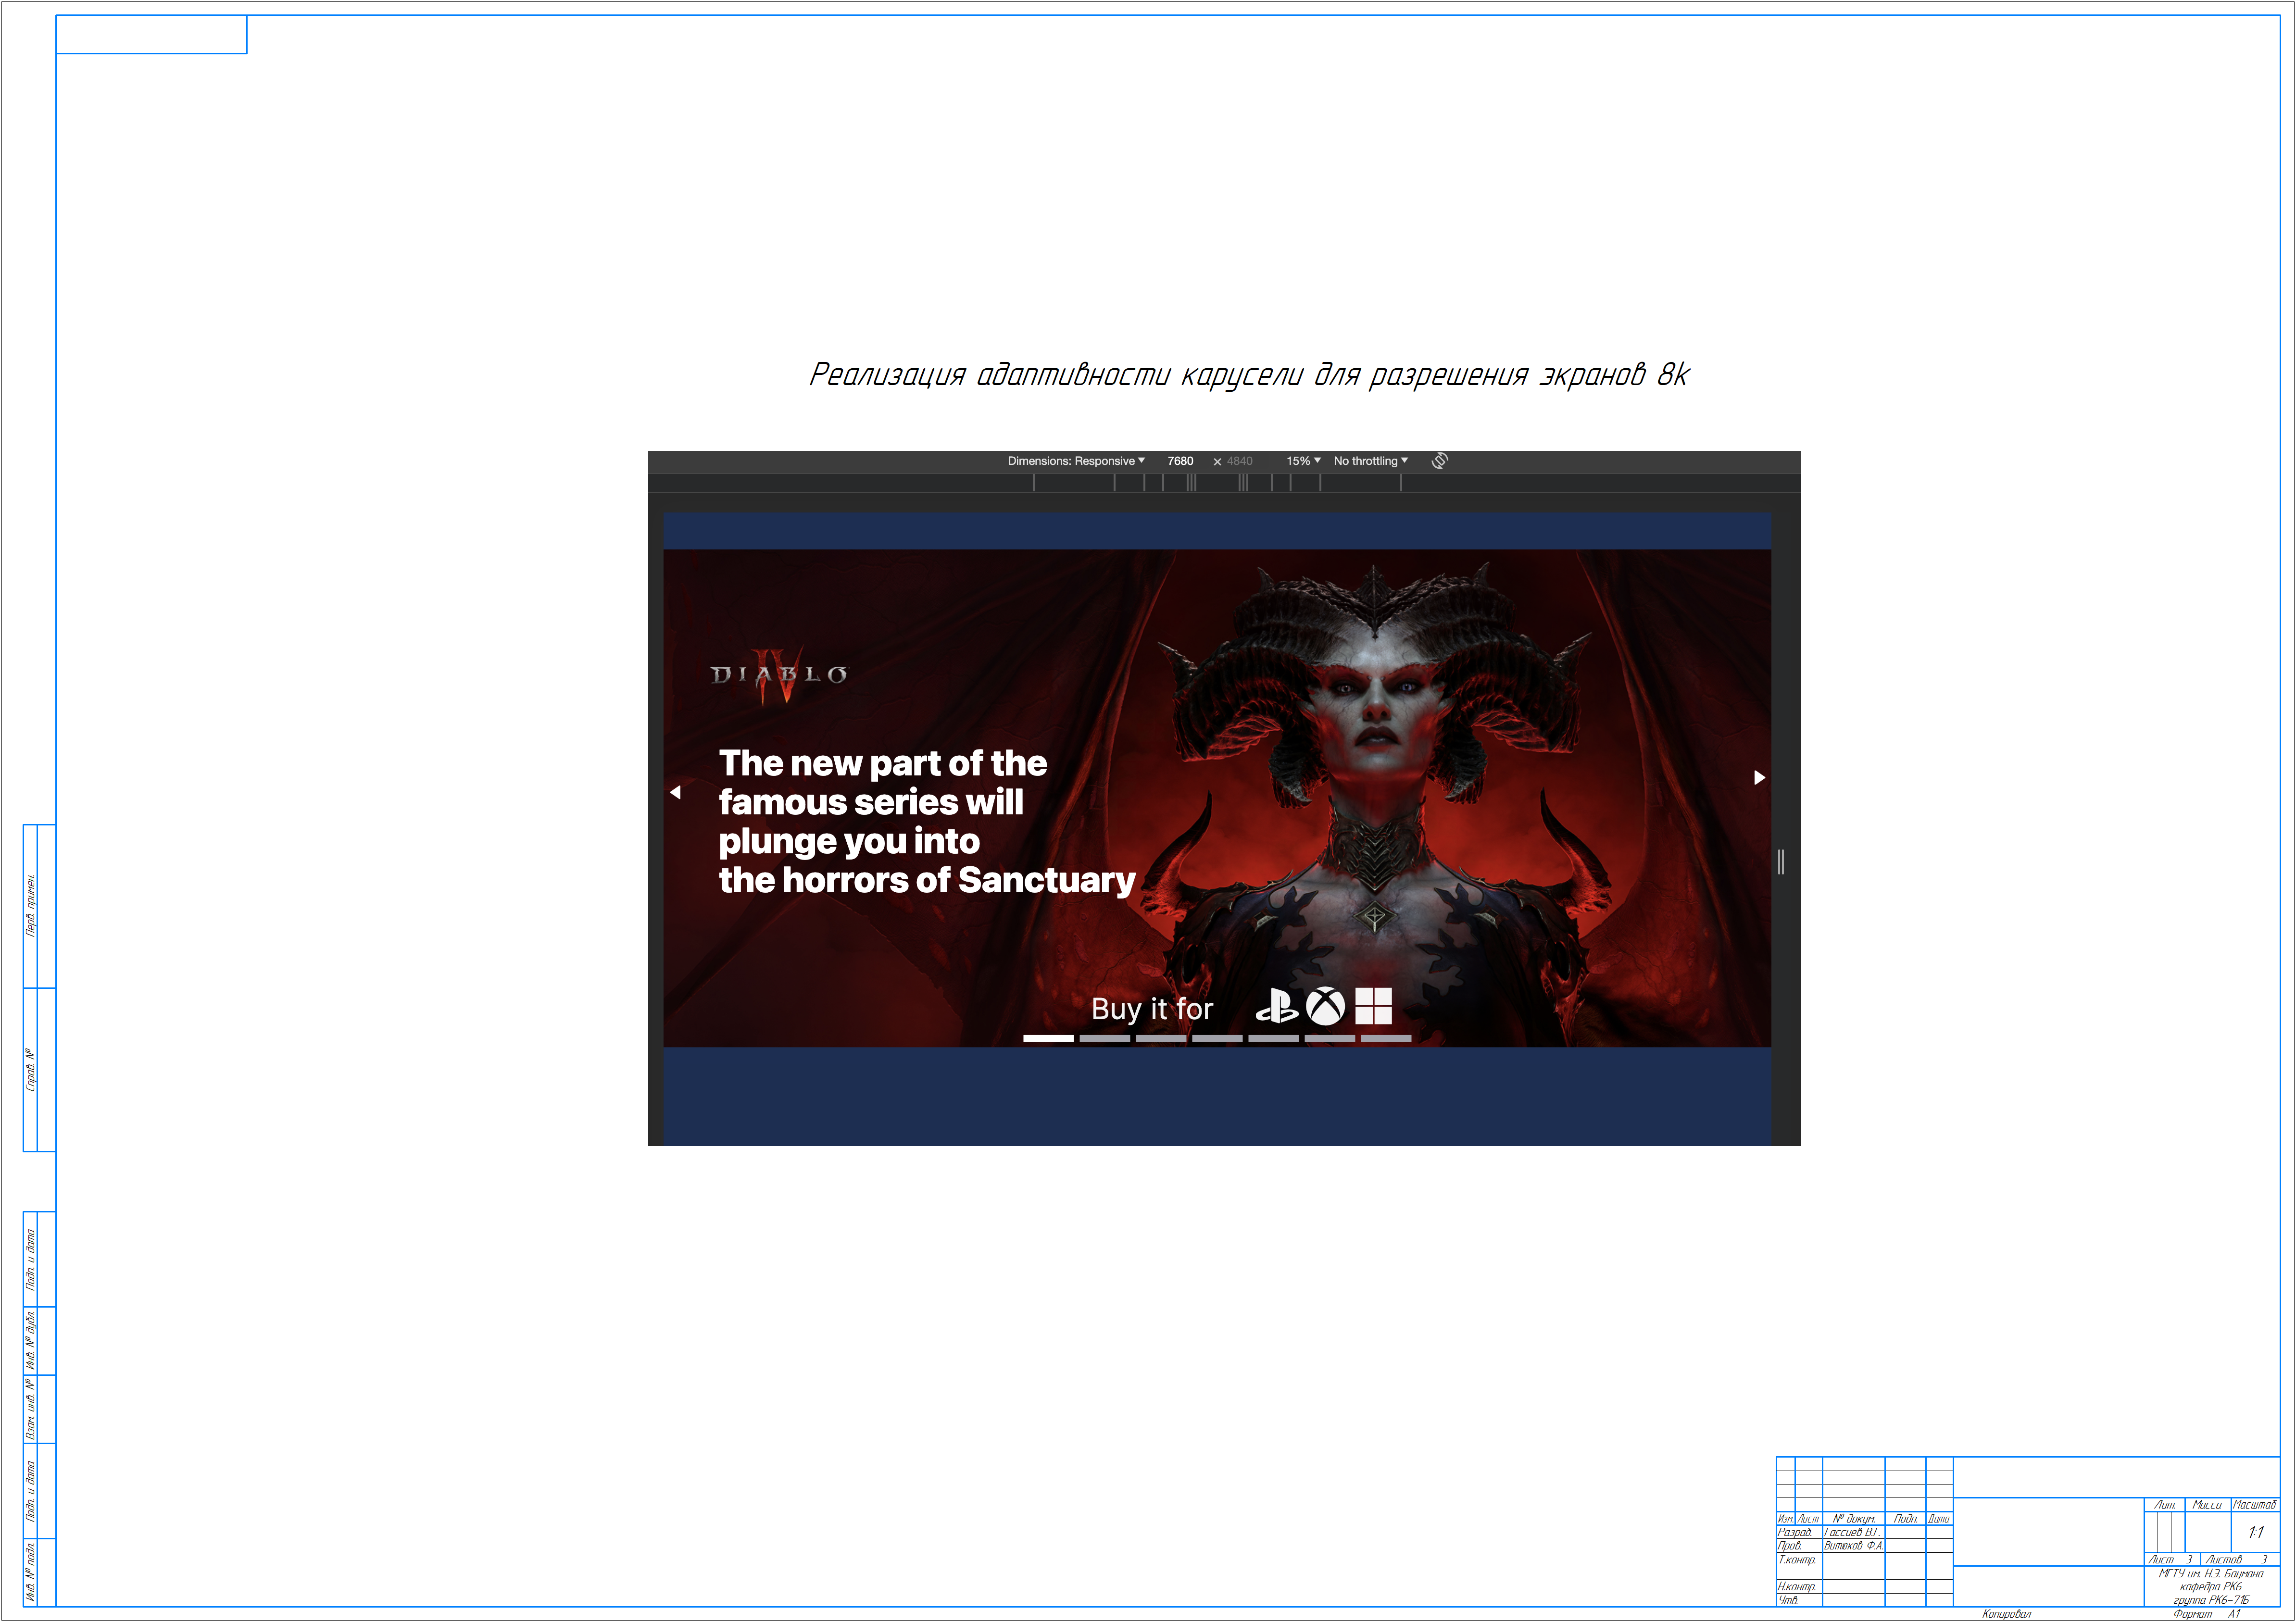 Реализация адаптивности карусели для разрешения экранов 8k
Dimensions: Responsive 7680 × 4840 15% No throttling
DIABLO IV
The new part of the
famous series will
plunge you into
the horrors of Sanctuary
Buy it for
Перв. примен.
Справ. №
Подп. и дата
Инв. № дубл.
Взам. инв. №
Подп. и дата
Инв. № подл.
Лит. Масса Масштаб
Изм. Лист № докум. Подп. Дата
Разраб. Гассиев В.Г.
1:1
Пров. Витюков Ф.А.
Т.контр.
Лист 3 Листов 3
МГТУ им. Н.Э. Баумана
кафедра РК6
группа РК6-71Б
Н.контр.
Утв.
Копировал Формат А1